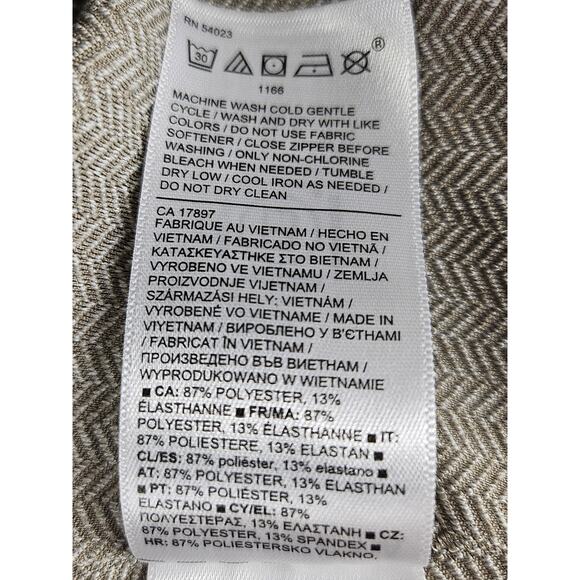 RN 54023
30
®
1166
MACHINE WASH COLD GENTLE
CYCLE / WASH AND DRY WITH LIKE
COLORS / DO NOT USE FABRIC
SOFTENER / CLOSE ZIPPER BEFORE
WASHING / ONLY NON-CHLORINE
BLEACH WHEN NEEDED / TUMBLE
DRY LOW / COOL IRON AS NEEDED /
DO NOT DRY CLEAN
CA 17897
FABRIQUE AU VIETNAM / HECHO EN
VIETNAM / FABRICADO NO VIETNÃ /
ΚΑΤΑΣΚΕΥΑΣΤΗΚΕ ΣΤΟ ΒΙΕΤΝΑΜ /
VYROBENO VE VIETNAMU / ZEMLJA
PROIZVODNJE VIJETNAM /
SZÁRMAZÁSI HELY: VIETNÁM /
VYROBENÉ VO VIETNAME / MADE IN
VIYETNAM / ВИРОБЛЕНО У В'ЄТНАМІ
/ FABRICAT ÎN VIETNAM /
ПРОИЗВЕДЕНО ВЪВ ВИЕТНАМ /
WYPRODUKOWANO W WIETNAMIE
■ CA: 87% POLYESTER, 13%
ÉLASTHANNE ■ FR/MA: 87%
POLYESTER, 13% ÉLASTHANNE ■ IT:
87% POLIESTERE, 13% ELASTAN ■
CL/ES: 87% poliéster, 13% elastano ■
AT: 87% POLYESTER, 13% ELASTHAN
■ PT: 87% POLIÉSTER, 13%
ELASTANO ■ CY/EL: 87%
ΠΟΛΥΕΣΤΕΡΑΣ, 13% ΕΛΑΣΤΑΝΗ ■ CZ:
87% POLYESTER, 13% SPANDEX ■
HR: 87% POLIESTERSKO VLAKNO,